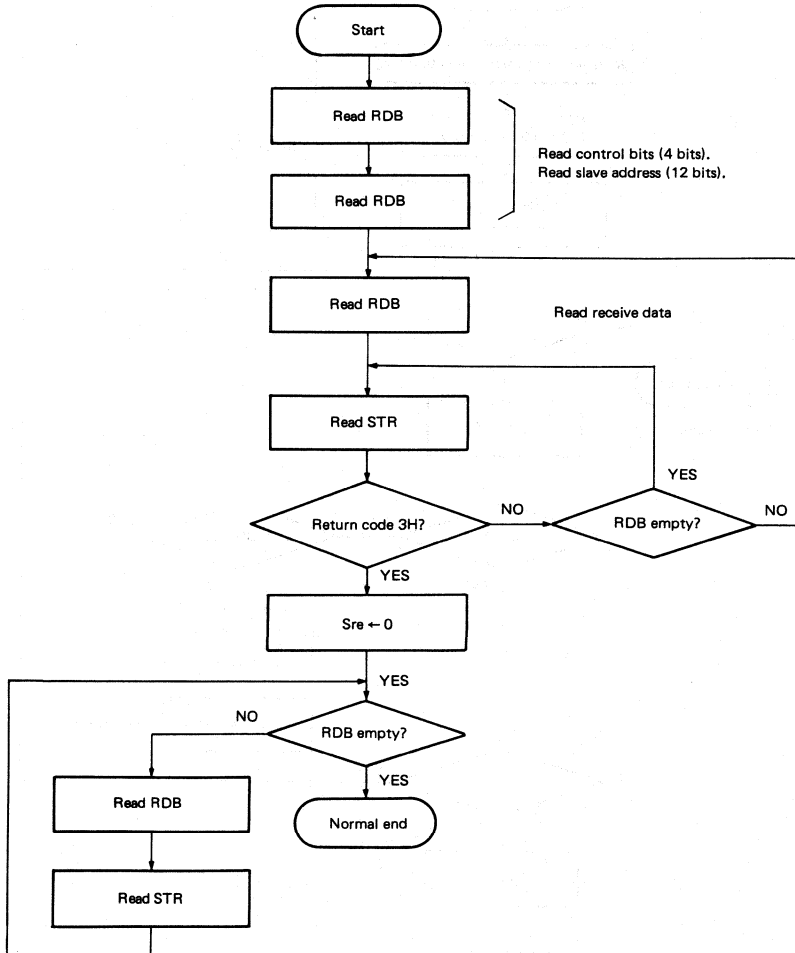 Start
Read RDB
Read control bits (4 bits).
Read slave address (12 bits).
Read RDB
Read RDB
Read receive data
Read STR
YES
Return code 3H?
NO
RDB empty?
NO
YES
Sre ← 0
YES
NO
RDB empty?
YES
Read RDB
Normal end
Read STR